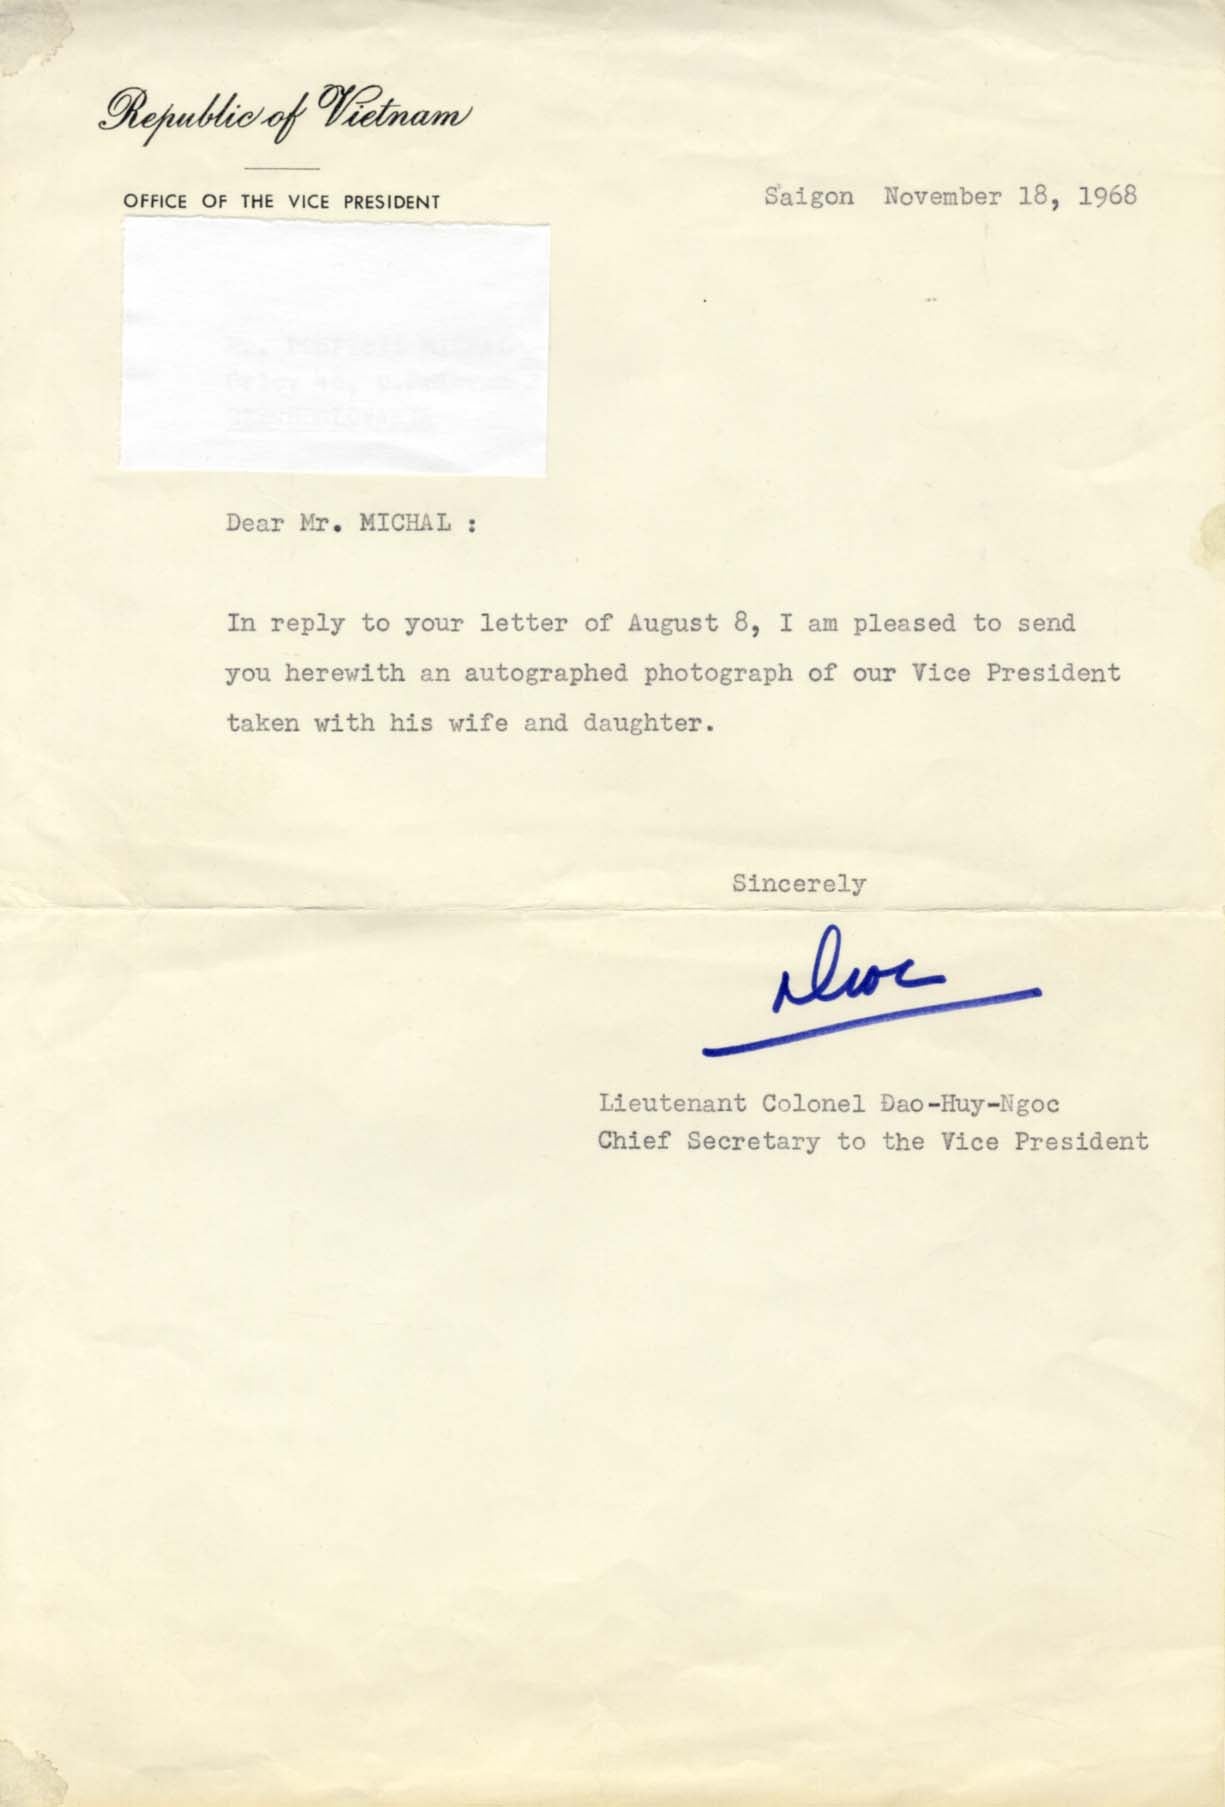 Republic of Vietnam
OFFICE OF THE VICE PRESIDENT
Saigon November 18, 1968
Dear Mr. MICHAL :
In reply to your letter of August 8, I am pleased to send
you herewith an autographed photograph of our Vice President
taken with his wife and daughter.
Sincerely
Lieutenant Colonel Đao-Huy-Ngoc
Chief Secretary to the Vice President